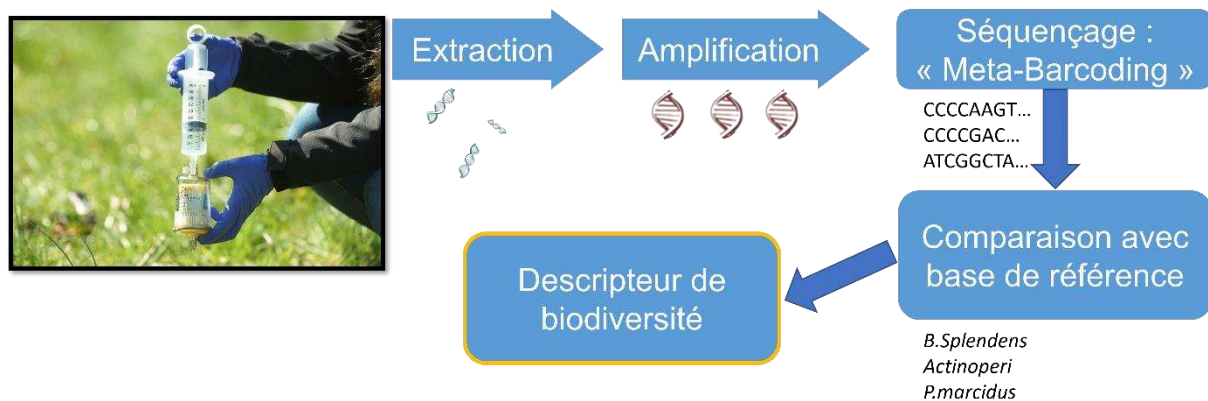 Extraction
Amplification
Séquençage :
« Meta-Barcoding »
CCCCAAGT...
CCCCGAC...
ATCGGCTA...
Comparaison avec
base de référence
B.Splendens
Actinoperi
P.marcidus
Descripteur de
biodiversité